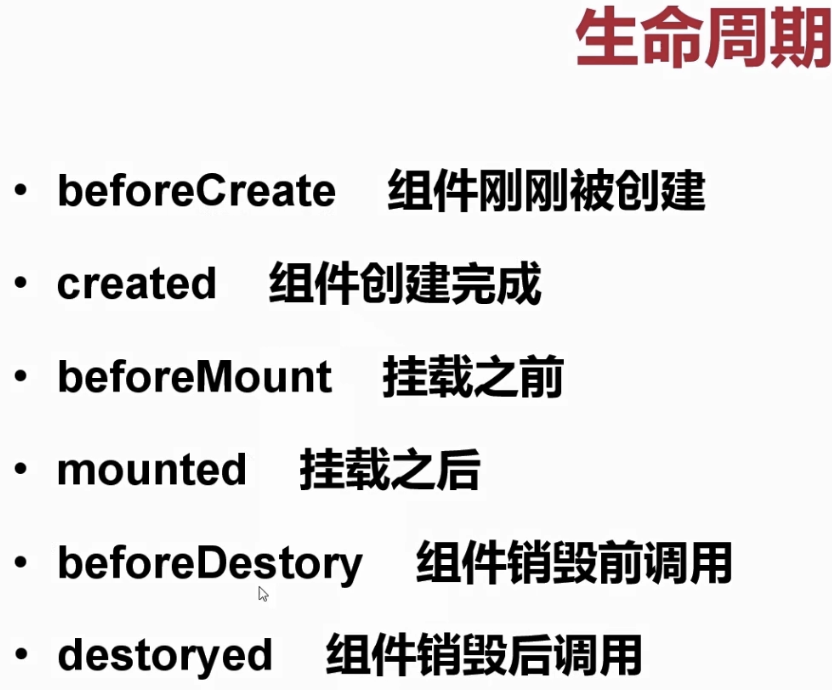 生命周期
• beforeCreate 组件刚刚被创建
• created 组件创建完成
• beforeMount 挂载之前
• mounted 挂载之后
• beforeDestory 组件销毁前调用
• destoryed 组件销毁后调用